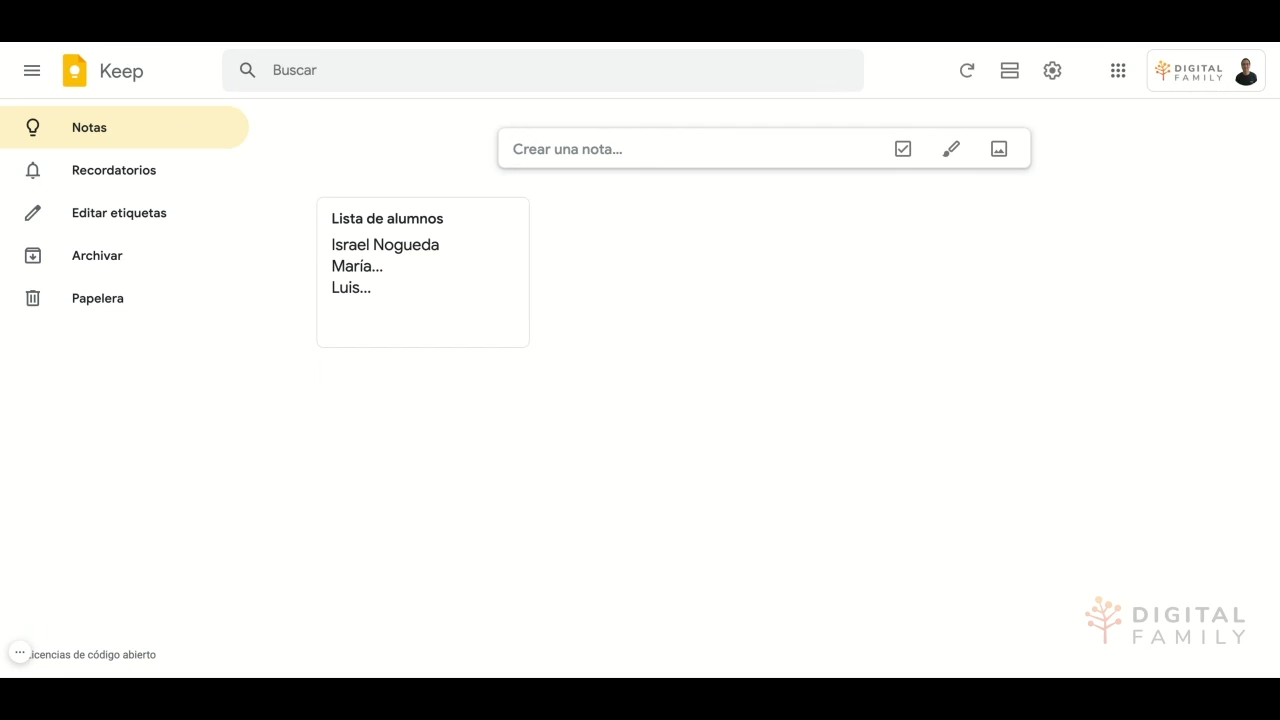 Keep
Buscar
DIGITAL
FAMILY
Notas
Recordatorios
Editar etiquetas
Archivar
Papelera
Crear una nota...
Lista de alumnos
Israel Nogueda
María...
Luis...
DIGITAL
FAMILY
icencias de código abierto